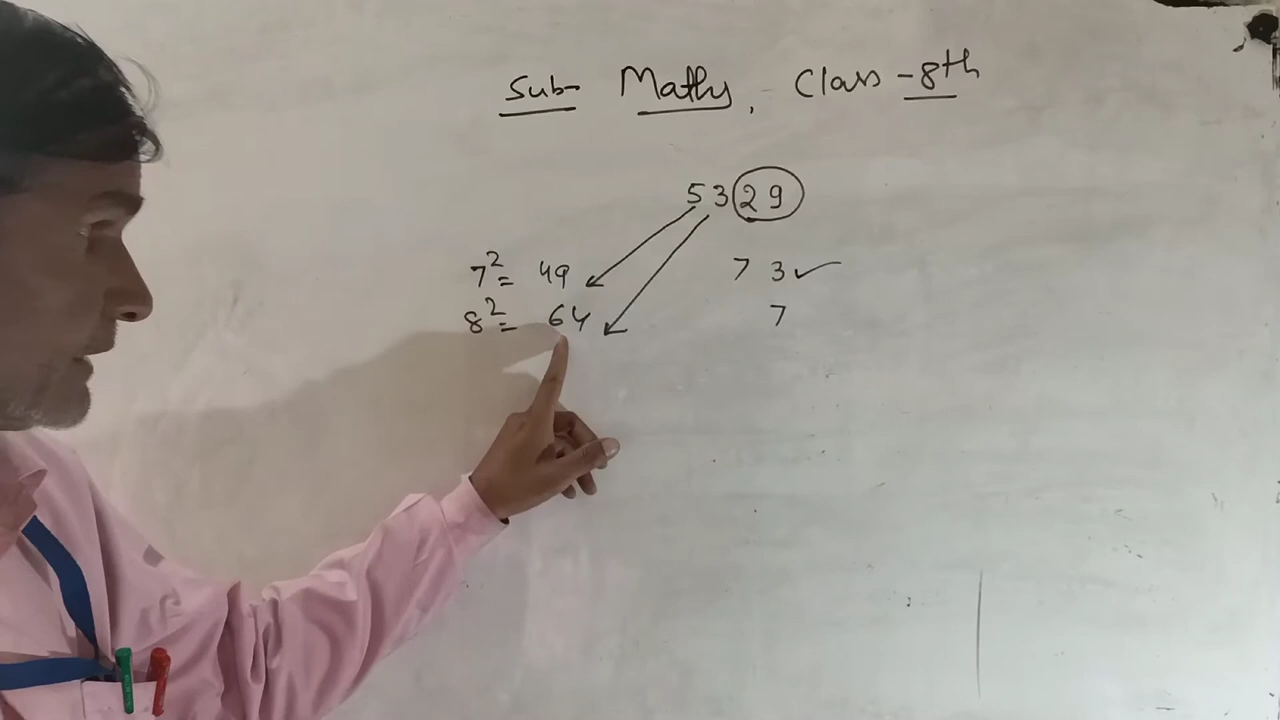 Sub- Maths, Class - 8th
5329
7² = 49
7 3 ✓
8² = 64
7